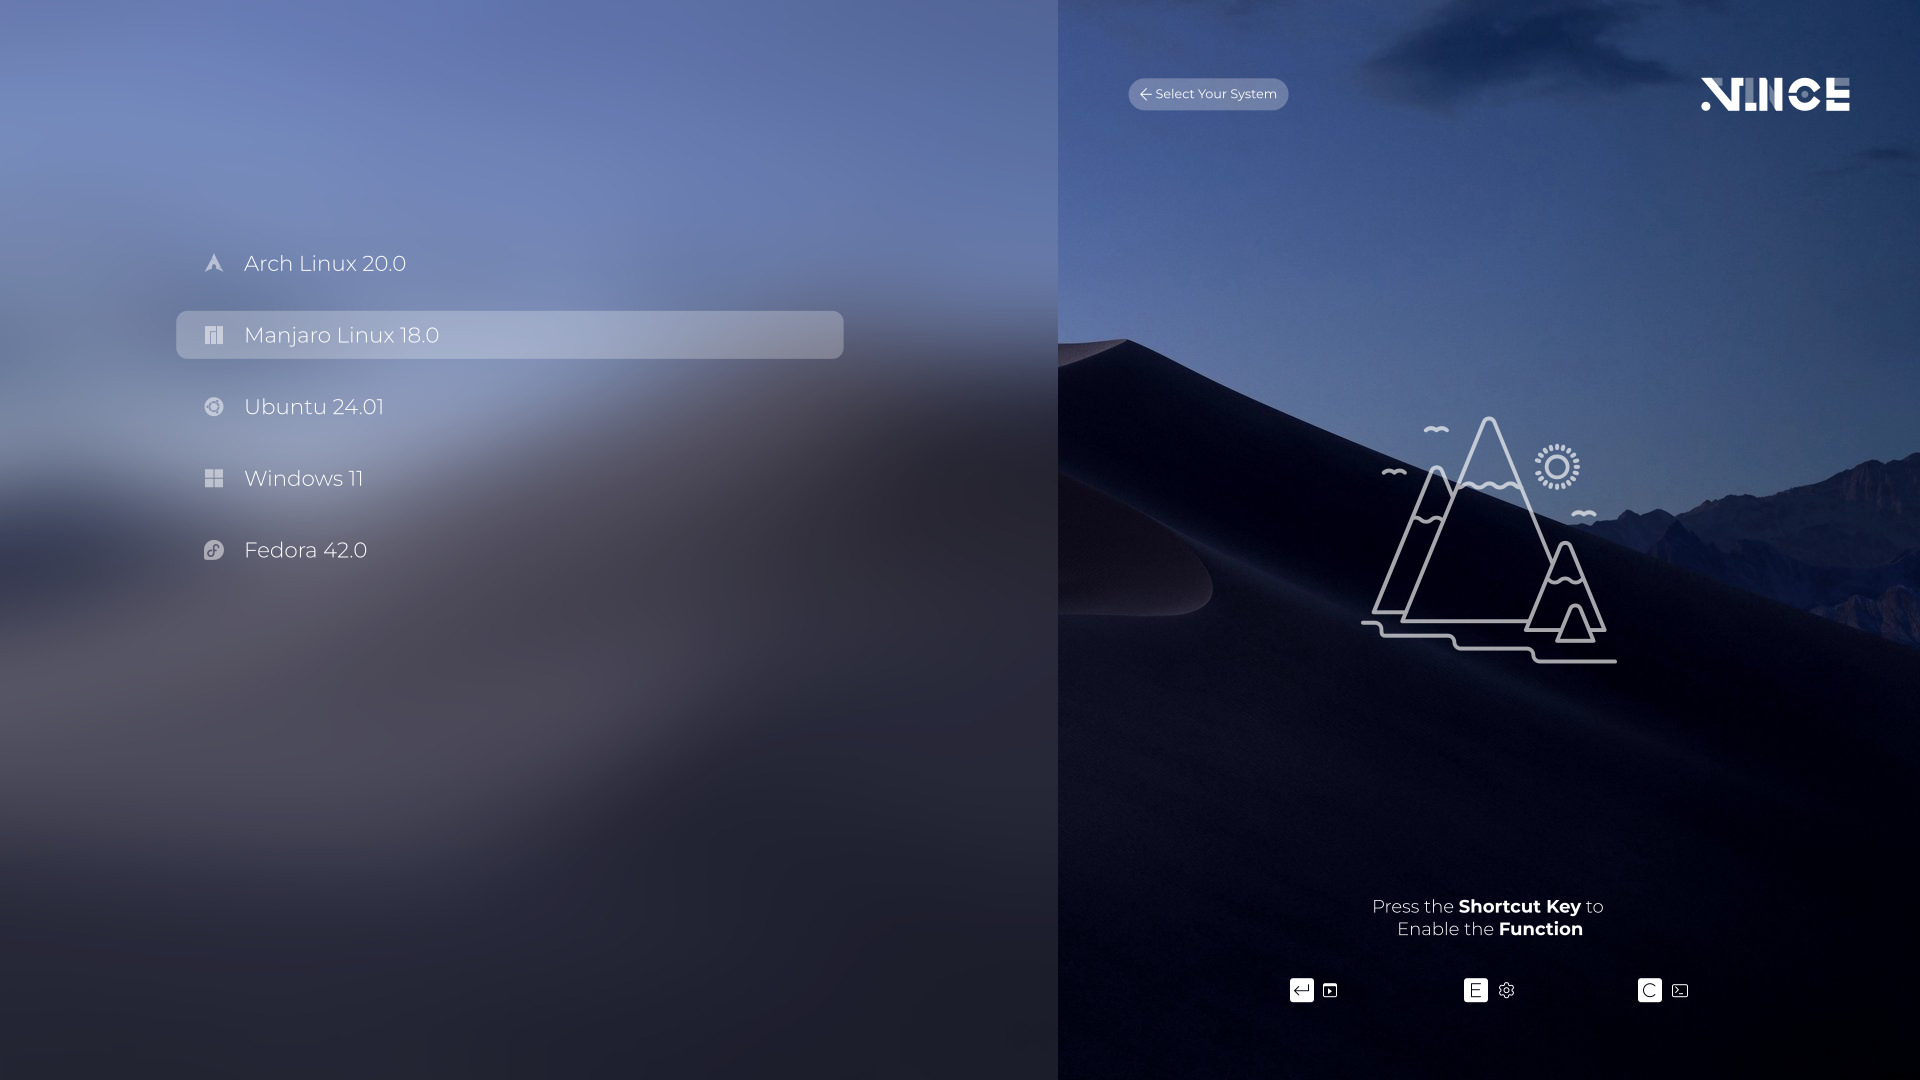 Arch Linux 20.0
Manjaro Linux 18.0
Ubuntu 24.01
Windows 11
Fedora 42.0
← Select Your System
.VINCE
Press the Shortcut Key to
Enable the Function
E
C